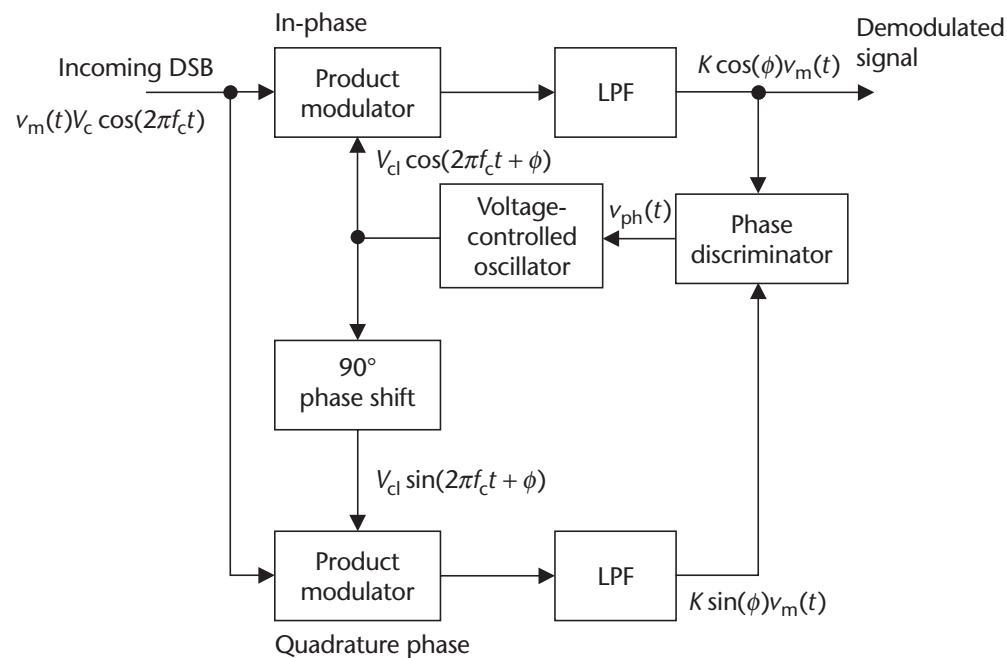 In-phase
Incoming DSB
v_m(t)V_c cos(2πf_ct)
Product
modulator
LPF
K cos(ϕ)v_m(t)
Demodulated
signal
V_cl cos(2πf_ct + ϕ)
Voltage-
controlled
oscillator
v_ph(t)
Phase
discriminator
90°
phase shift
V_cl sin(2πf_ct + ϕ)
Product
modulator
LPF
K sin(ϕ)v_m(t)
Quadrature phase